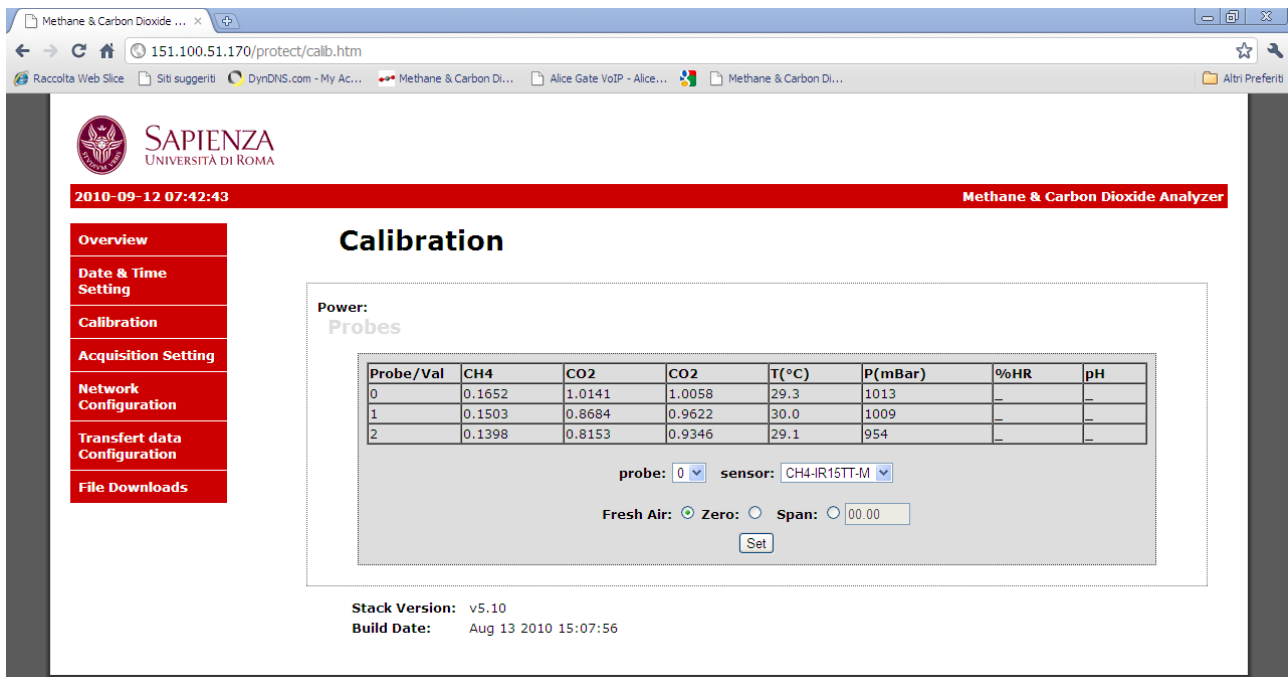 Methane & Carbon Dioxide ...
151.100.51.170/protect/calib.htm
Raccolta Web Slice Siti suggeriti DynDNS.com - My Ac... Methane & Carbon Di... Alice Gate VoIP - Alice... Methane & Carbon Di... Altri Preferiti
SAPIENZA
UNIVERSITÀ DI ROMA
2010-09-12 07:42:43 Methane & Carbon Dioxide Analyzer
Overview
Date & Time
Setting
Calibration
Acquisition Setting
Network
Configuration
Transfert data
Configuration
File Downloads
Calibration
Power:
Probes
Probe/Val CH4 CO2 CO2 T(°C) P(mBar) %HR pH
0 0.1652 1.0141 1.0058 29.3 1013 _ _
1 0.1503 0.8684 0.9622 30.0 1009 _ _
2 0.1398 0.8153 0.9346 29.1 954 _ _
probe: 0 sensor: CH4-IR15TT-M
Fresh Air: Zero: Span: 00.00
Set
Stack Version: v5.10
Build Date: Aug 13 2010 15:07:56